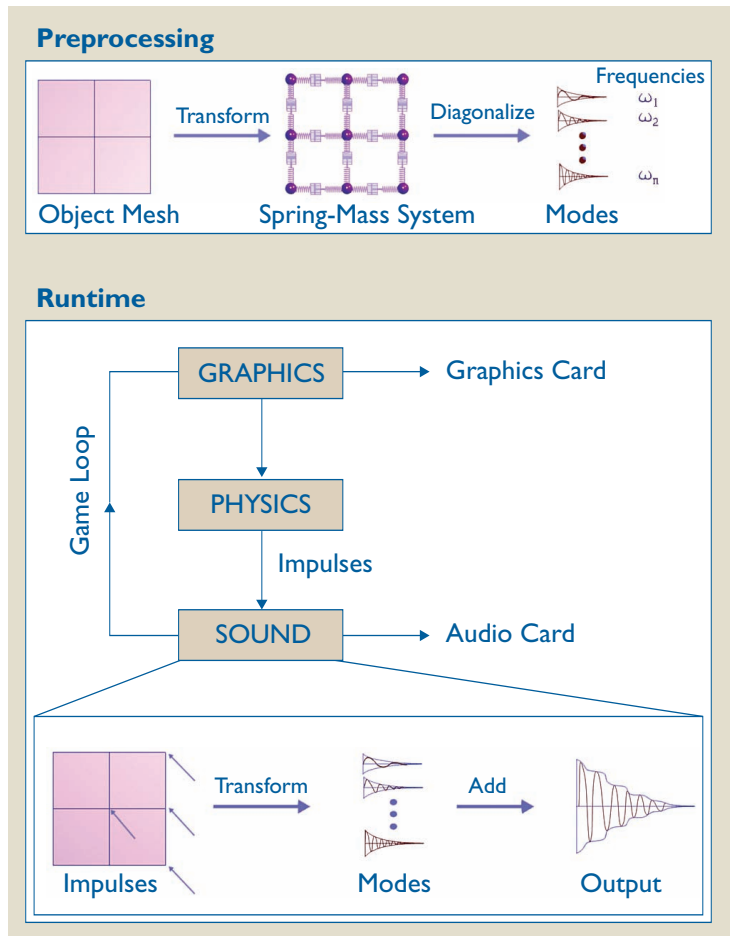 Preprocessing
Frequencies
Transform
Diagonalize
ω1
ω2
ωn
Object Mesh
Spring-Mass System
Modes
Runtime
GRAPHICS
Graphics Card
Game Loop
PHYSICS
Impulses
SOUND
Audio Card
Transform
Add
Impulses
Modes
Output